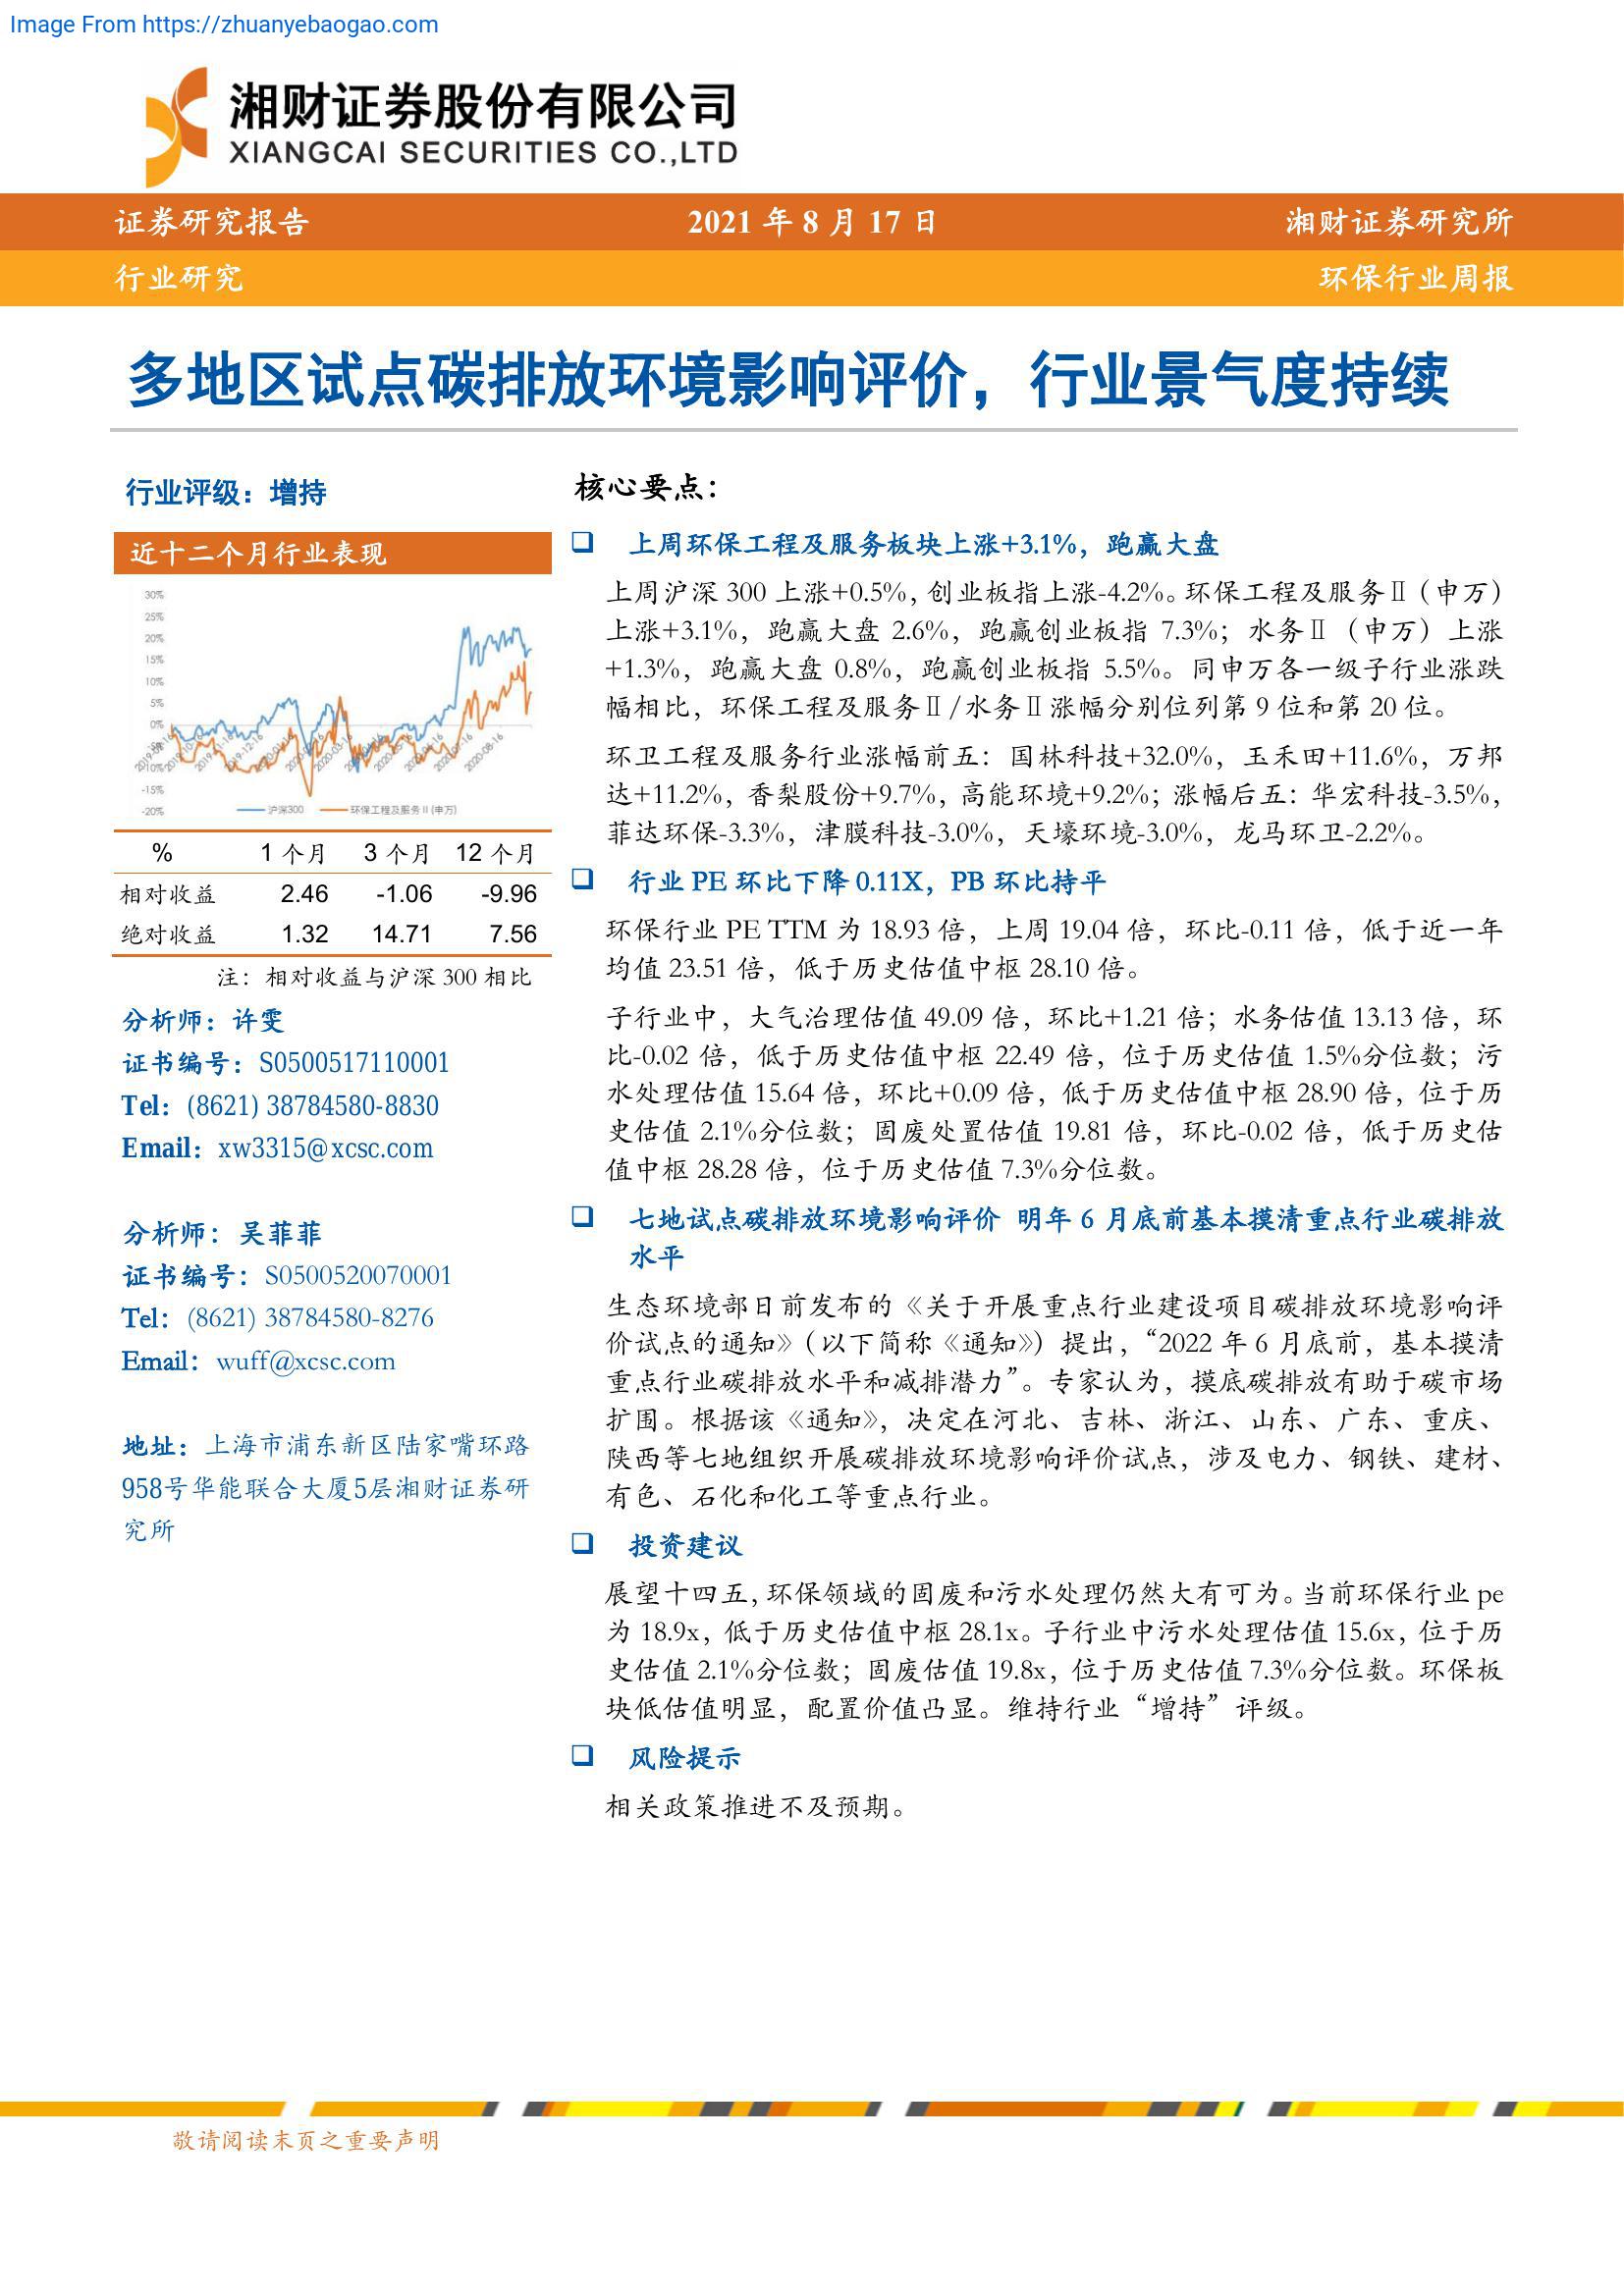 Image From https://zhuanyebaogao.com
湘财证券股份有限公司
XIANGCAI SECURITIES CO.,LTD
证券研究报告 2021 年 8 月 17 日 湘财证券研究所
行业研究 环保行业周报
多地区试点碳排放环境影响评价，行业景气度持续
行业评级：增持
近十二个月行业表现
30%
25%
20%
15%
10%
5%
0%
-15%
-20%
沪深300 环保工程及服务Ⅱ(申万)
% 1 个月 3 个月 12 个月
相对收益 2.46 -1.06 -9.96
绝对收益 1.32 14.71 7.56
注：相对收益与沪深 300 相比
分析师：许雯
证书编号：S0500517110001
Tel：(8621) 38784580-8830
Email：xw3315@xcsc.com
分析师：吴菲菲
证书编号：S0500520070001
Tel：(8621) 38784580-8276
Email：wuff@xcsc.com
地址：上海市浦东新区陆家嘴环路
958号华能联合大厦5层湘财证券研
究所
核心要点：
❑ 上周环保工程及服务板块上涨+3.1%，跑赢大盘
上周沪深 300 上涨+0.5%，创业板指上涨-4.2%。环保工程及服务Ⅱ（申万）
上涨+3.1%，跑赢大盘 2.6%，跑赢创业板指 7.3%；水务Ⅱ（申万）上涨
+1.3%，跑赢大盘 0.8%，跑赢创业板指 5.5%。同申万各一级子行业涨跌
幅相比，环保工程及服务Ⅱ/水务Ⅱ涨幅分别位列第 9 位和第 20 位。
环卫工程及服务行业涨幅前五：国林科技+32.0%，玉禾田+11.6%，万邦
达+11.2%，香梨股份+9.7%，高能环境+9.2%；涨幅后五：华宏科技-3.5%，
菲达环保-3.3%，津膜科技-3.0%，天壕环境-3.0%，龙马环卫-2.2%。
❑ 行业 PE 环比下降 0.11X，PB 环比持平
环保行业 PE TTM 为 18.93 倍，上周 19.04 倍，环比-0.11 倍，低于近一年
均值 23.51 倍，低于历史估值中枢 28.10 倍。
子行业中，大气治理估值 49.09 倍，环比+1.21 倍；水务估值 13.13 倍，环
比-0.02 倍，低于历史估值中枢 22.49 倍，位于历史估值 1.5%分位数；污
水处理估值 15.64 倍，环比+0.09 倍，低于历史估值中枢 28.90 倍，位于历
史估值 2.1%分位数；固废处置估值 19.81 倍，环比-0.02 倍，低于历史估
值中枢 28.28 倍，位于历史估值 7.3%分位数。
❑ 七地试点碳排放环境影响评价 明年 6 月底前基本摸清重点行业碳排放
水平
生态环境部日前发布的《关于开展重点行业建设项目碳排放环境影响评
价试点的通知》（以下简称《通知》）提出，“2022 年 6 月底前，基本摸清
重点行业碳排放水平和减排潜力”。专家认为，摸底碳排放有助于碳市场
扩围。根据该《通知》，决定在河北、吉林、浙江、山东、广东、重庆、
陕西等七地组织开展碳排放环境影响评价试点，涉及电力、钢铁、建材、
有色、石化和化工等重点行业。
❑ 投资建议
展望十四五，环保领域的固废和污水处理仍然大有可为。当前环保行业 pe
为 18.9x，低于历史估值中枢 28.1x。子行业中污水处理估值 15.6x，位于历
史估值 2.1%分位数；固废估值 19.8x，位于历史估值 7.3%分位数。环保板
块低估值明显，配置价值凸显。维持行业“增持”评级。
❑ 风险提示
相关政策推进不及预期。
敬请阅读末页之重要声明